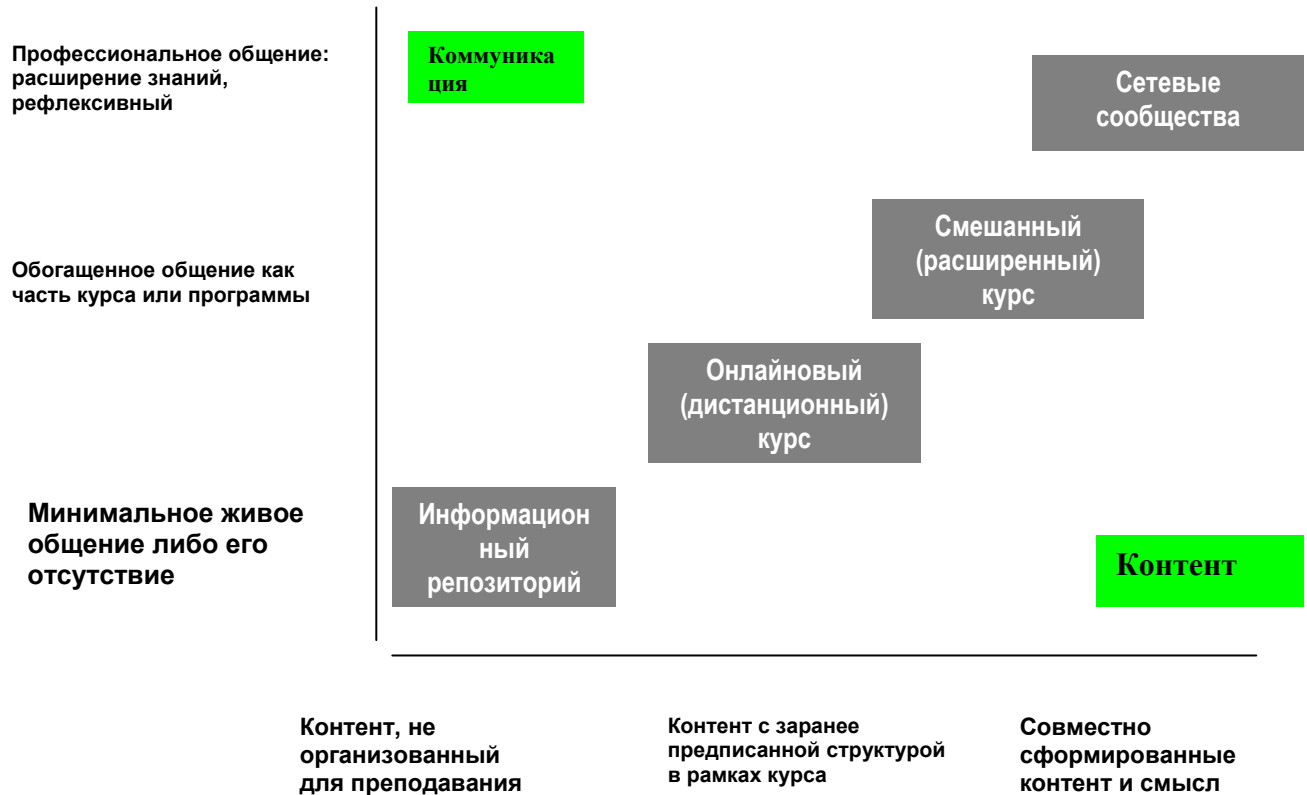 Профессиональное общение:
расширение знаний,
рефлексивный
Коммуника
ция
Сетевые
сообщества
Смешанный
(расширенный)
курс
Обогащенное общение как
часть курса или программы
Онлайновый
(дистанционный)
курс
Минимальное живое
общение либо его
отсутствие
Информацион
ный
репозиторий
Контент
Контент, не
организованный
для преподавания
Контент с заранее
предписанной структурой
в рамках курса
Совместно
сформированные
контент и смысл